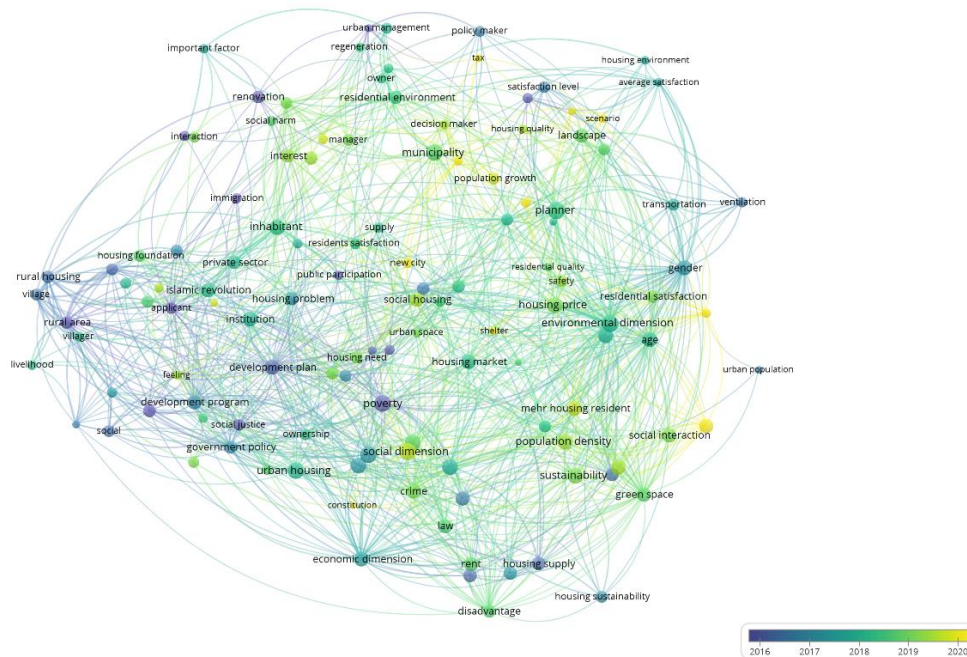 urban management
policy maker
important factor
regeneration
tax
housing environment
owner
average satisfaction
satisfaction level
renovation
residential environment
social harm
decision maker
housing quality
scenario
landscape
interaction
manager
interest
municipality
population growth
immigration
transportation
ventilation
planner
inhabitant
supply
residents satisfaction
housing foundation
private sector
new city
residential quality
gender
rural housing
public participation
safety
village
islamic revolution
housing problem
social housing
residential satisfaction
applicant
housing price
rural area
institution
environmental dimension
villager
urban space
shelter
age
livelihood
housing need
housing market
development plan
urban population
feeling
development program
poverty
mehr housing resident
social
social justice
ownership
social interaction
government policy
social dimension
population density
urban housing
sustainability
crime
green space
constitution
law
economic dimension
rent
housing supply
housing sustainability
disadvantage
2016
2017
2018
2019
2020